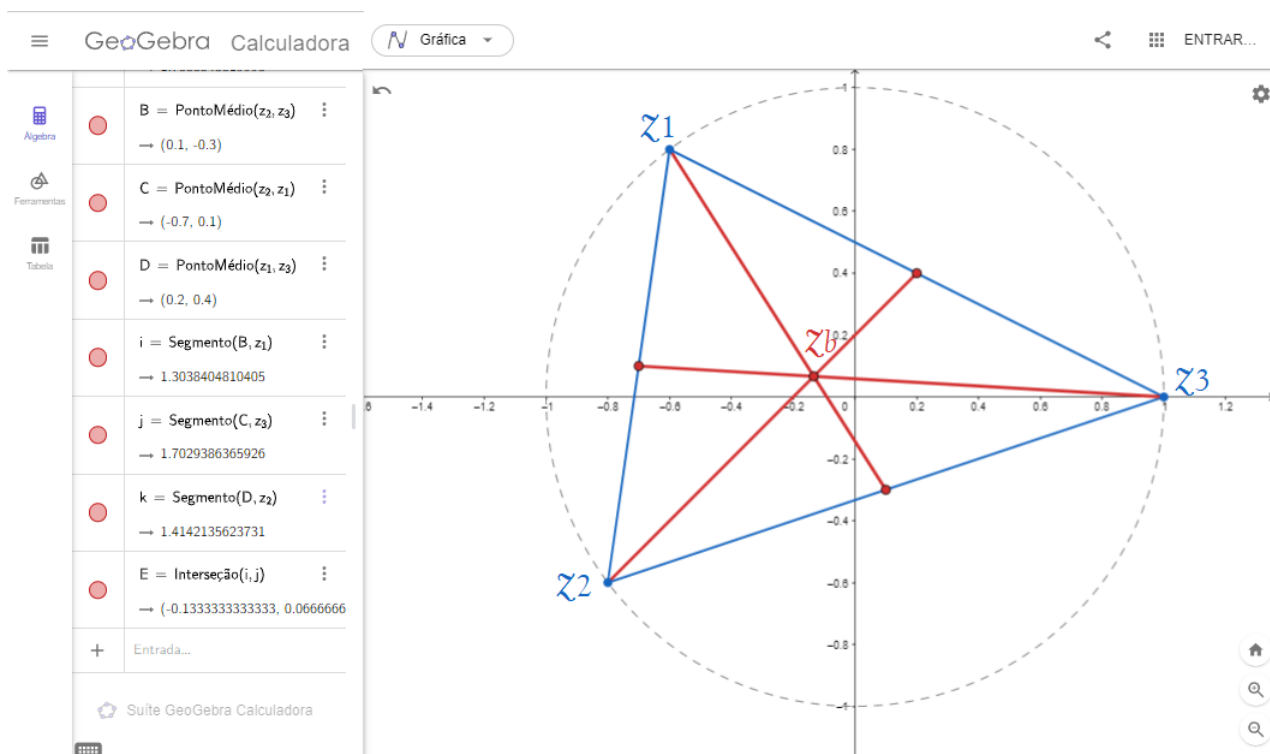 GeoGebra Calculadora
Gráfica
ENTRAR...
Álgebra
Ferramentas
Tabela
B = PontoMédio(z₂, z₃)
→ (0.1, -0.3)
C = PontoMédio(z₂, z₁)
→ (-0.7, 0.1)
D = PontoMédio(z₁, z₃)
→ (0.2, 0.4)
i = Segmento(B, z₁)
→ 1.3038404810405
j = Segmento(C, z₃)
→ 1.7029386365926
k = Segmento(D, z₂)
→ 1.4142135623731
E = Interseção(i, j)
→ (-0.1333333333333, 0.0666666
+ Entrada...
Suíte GeoGebra Calculadora
1
z1
0.8
0.6
0.4
zb
0.2
z3
6 -1.4 -1.2 -1 -0.8 -0.6 -0.4 -0.2 0 0.2 0.4 0.6 0.8 1.2
-0.2
-0.4
z2
-0.6
-0.8
-1